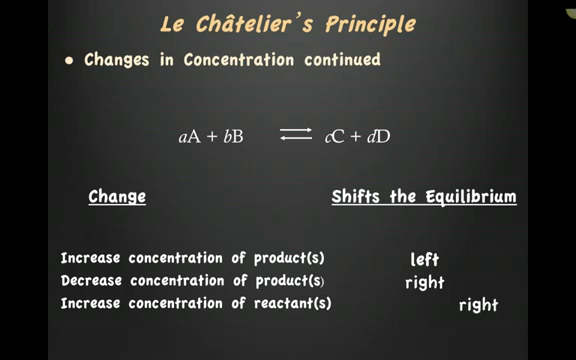 Le Châtelier's Principle
• Changes in Concentration continued
aA + bB ⇌ cC + dD
Change Shifts the Equilibrium
Increase concentration of product(s) left
Decrease concentration of product(s) right
Increase concentration of reactant(s) right